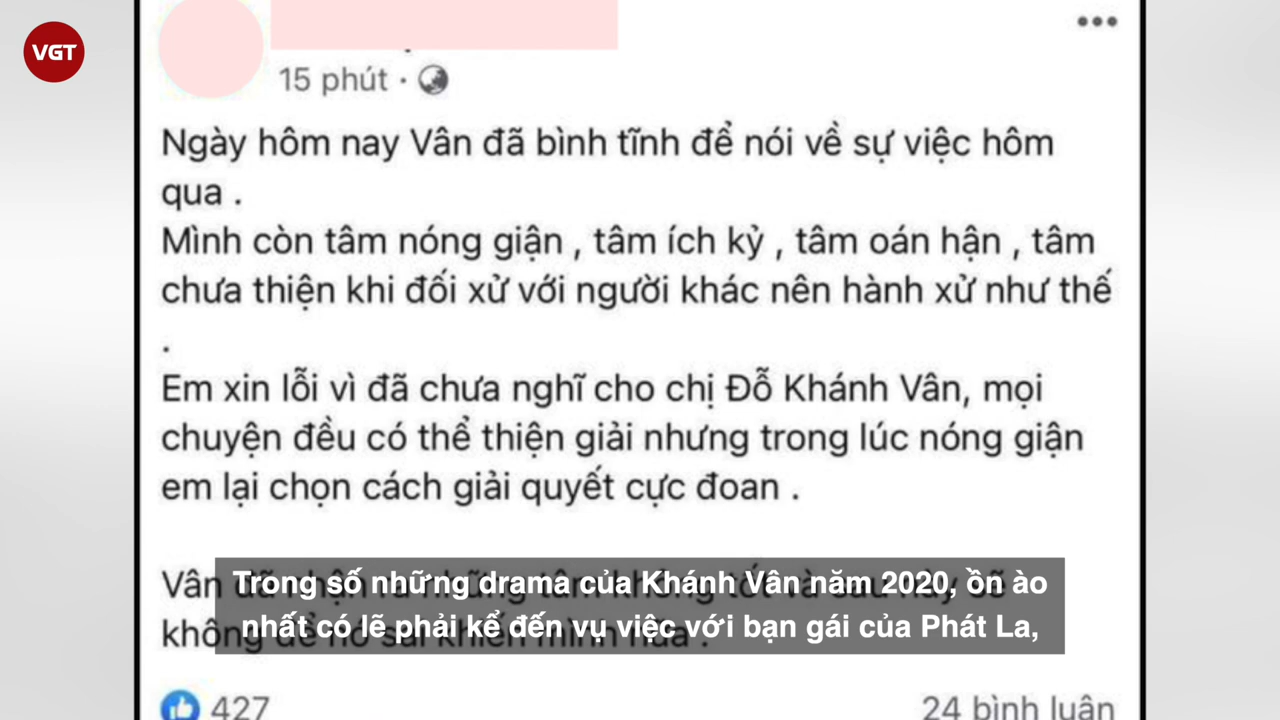 VGT
15 phút ·
Ngày hôm nay Vân đã bình tĩnh để nói về sự việc hôm
qua .
Mình còn tâm nóng giận , tâm ích kỷ , tâm oán hận , tâm
chưa thiện khi đối xử với người khác nên hành xử như thế
.
Em xin lỗi vì đã chưa nghĩ cho chị Đỗ Khánh Vân, mọi
chuyện đều có thể thiện giải nhưng trong lúc nóng giận
em lại chọn cách giải quyết cực đoan .
Vân
không
Trong số những drama của Khánh Vân năm 2020, ồn ào
nhất có lẽ phải kể đến vụ việc với bạn gái của Phát La,
427
24 bình luận